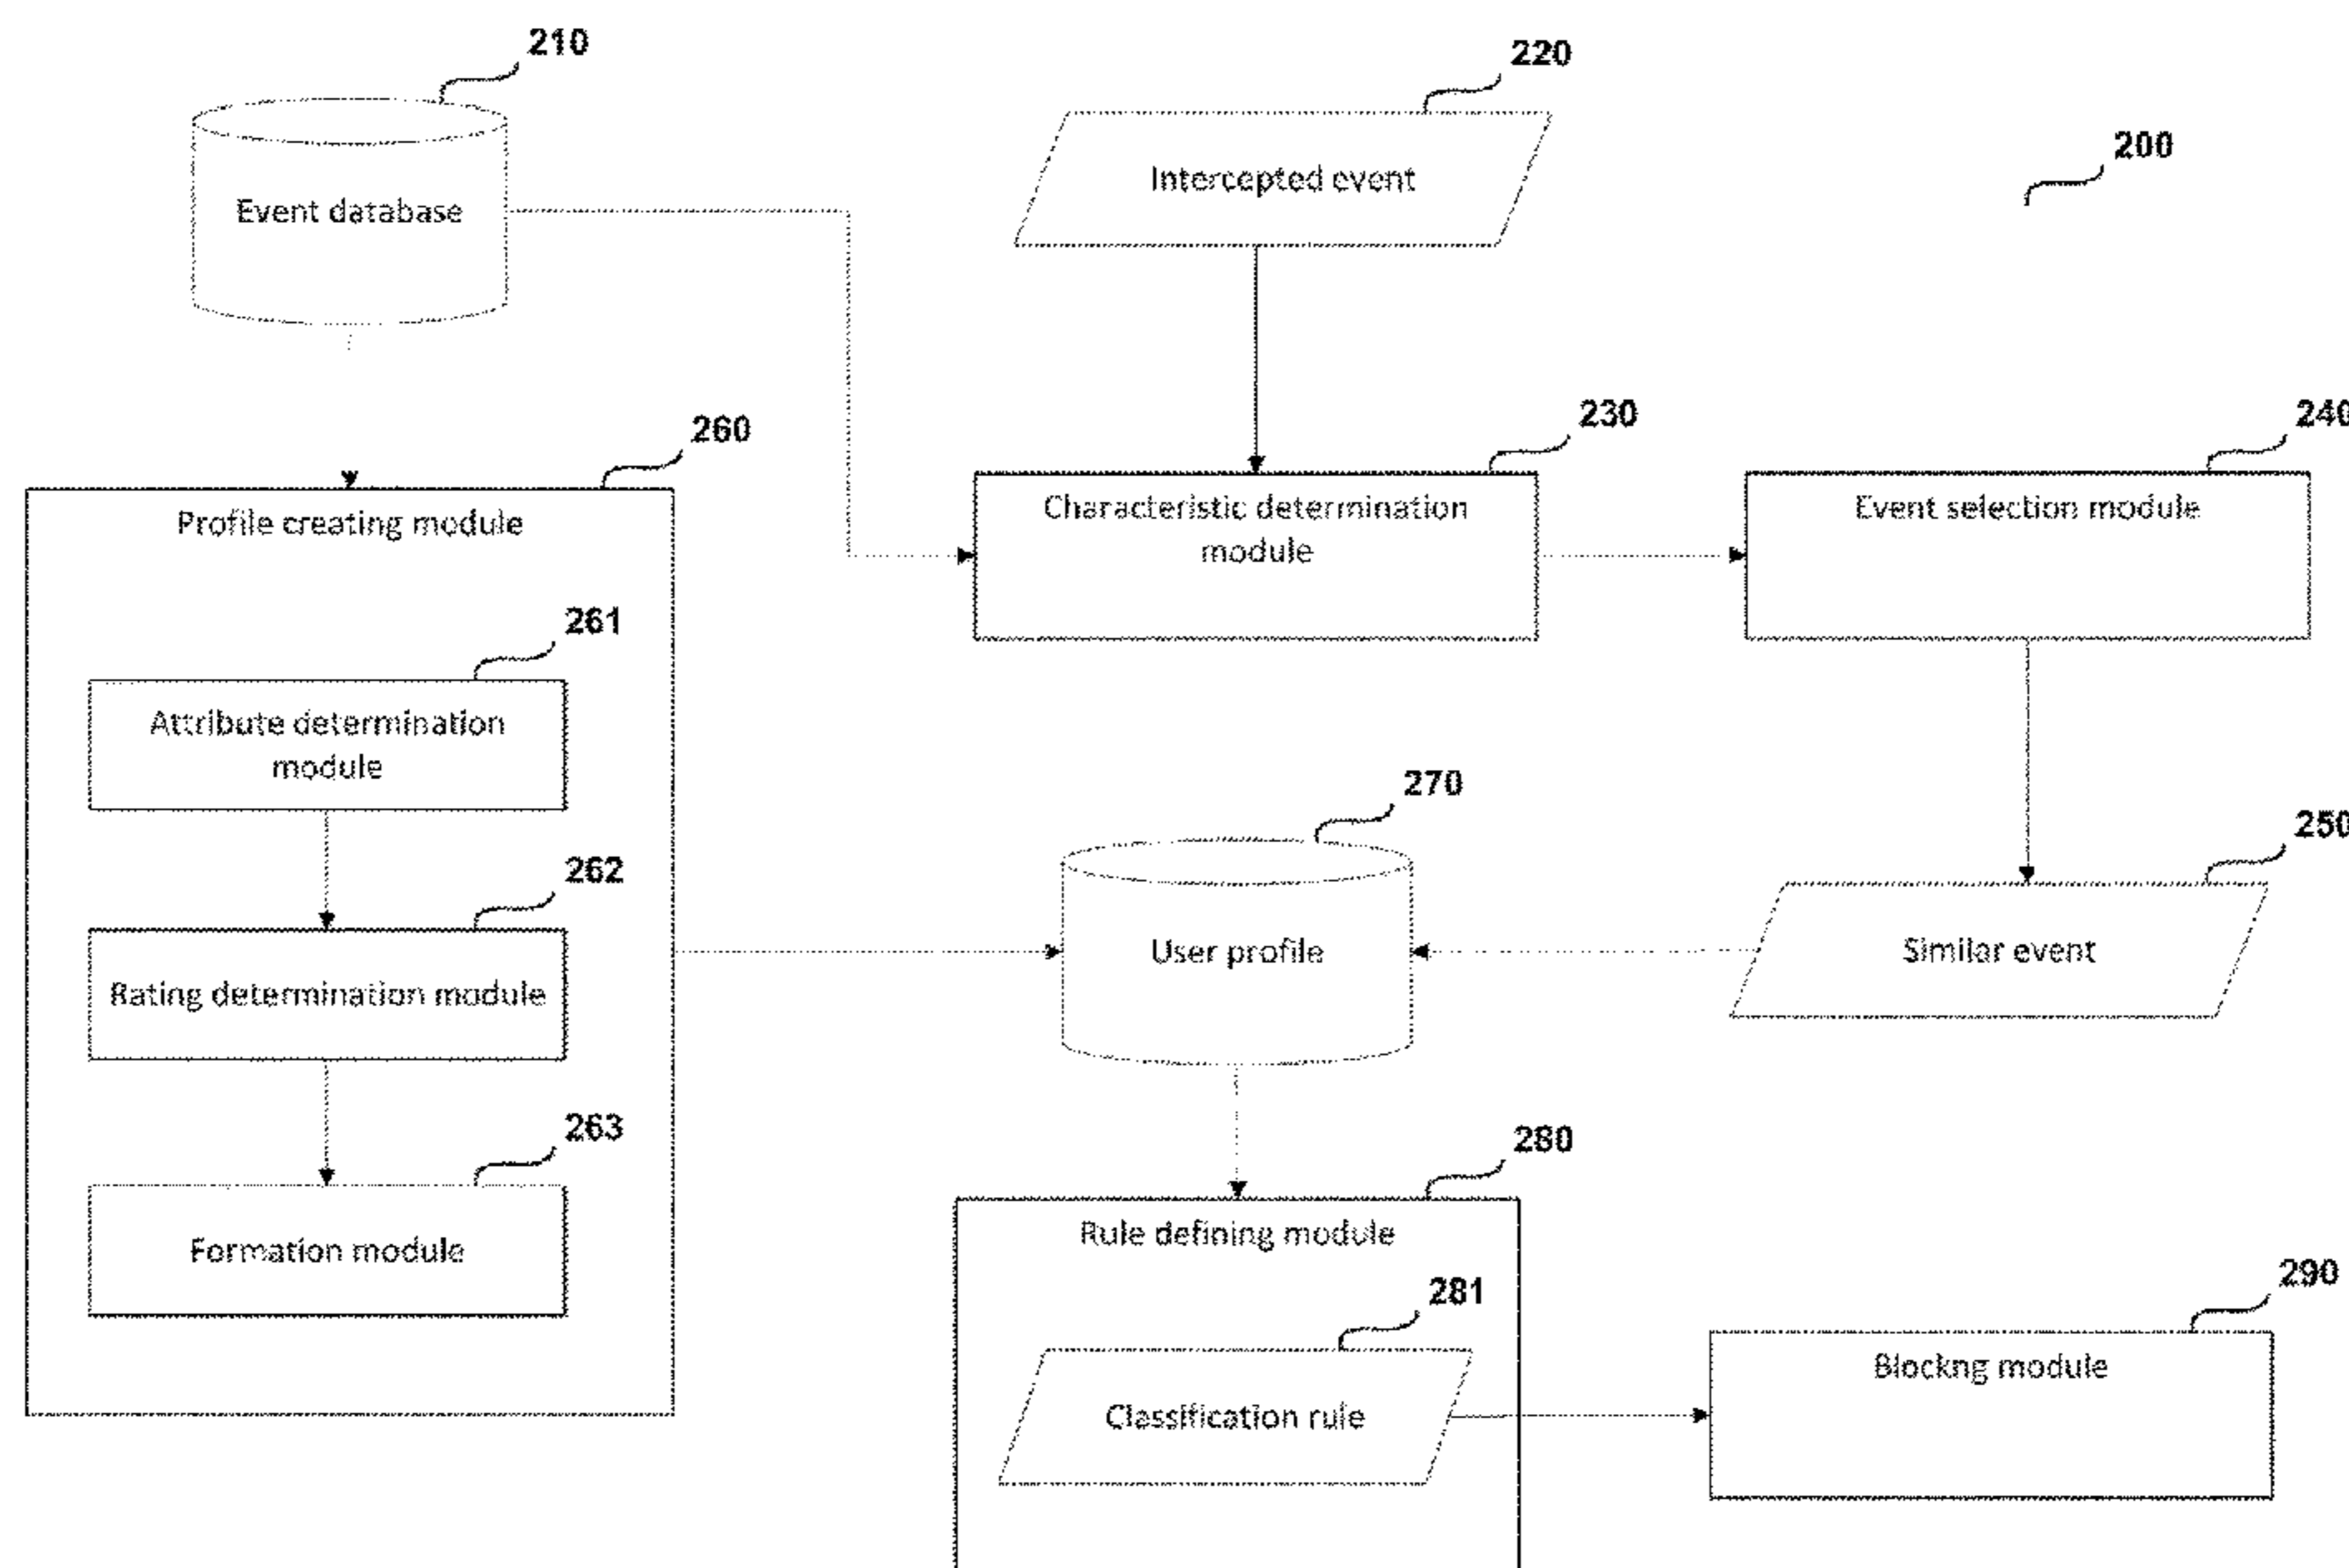 210
220
200
Intercepted event
Event database
240
230
260
Characteristic determination
module
Event selection module
Profile creating module
261
Attribute determination
module
270
250
262
User profile
Similar event
Rating determination module
263
280
Formation module
Rule defining module
290
281
Blockng module
Classification rule